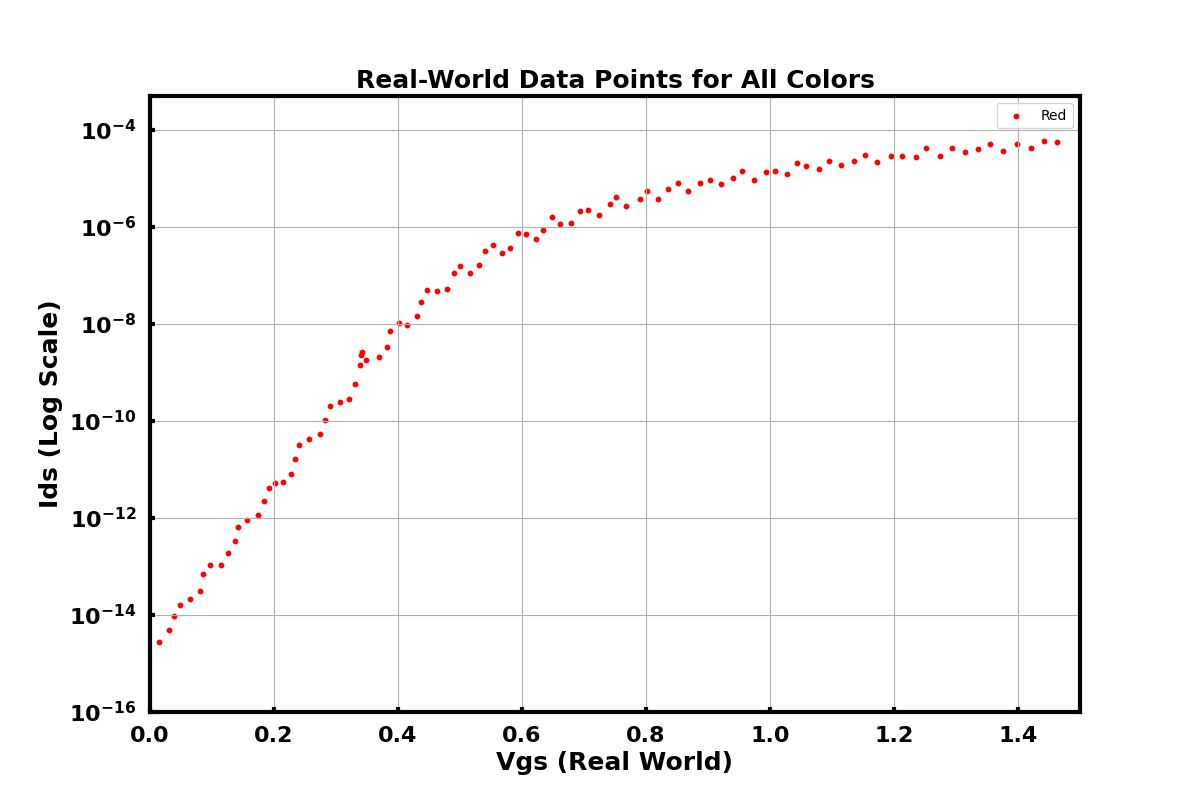 Real-World Data Points for All Colors
Red
Ids (Log Scale)
10⁻⁴
10⁻⁶
10⁻⁸
10⁻¹⁰
10⁻¹²
10⁻¹⁴
10⁻¹⁶
0.0 0.2 0.4 0.6 0.8 1.0 1.2 1.4
Vgs (Real World)